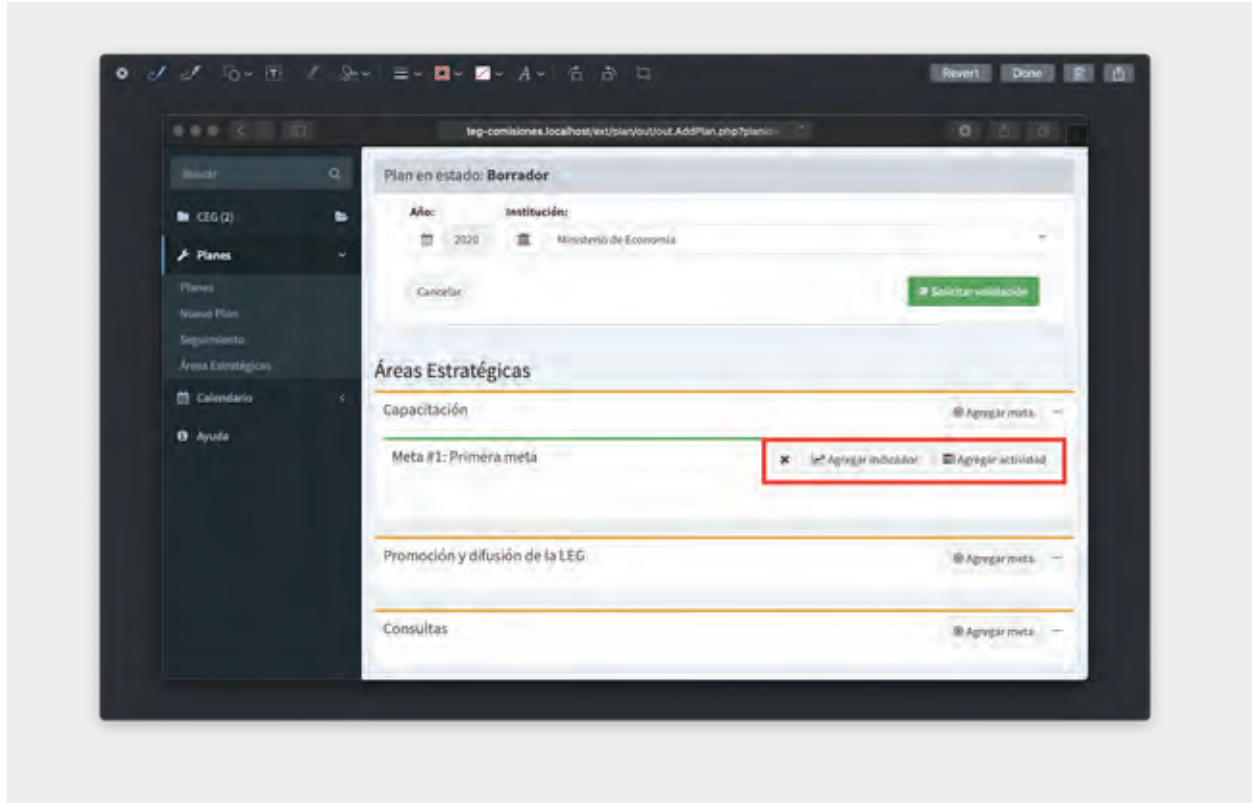 Revert Done
teg-comisiones.localhost/ext/plan/out/out.AddPlan.php?planid=
Buscar
CEG (2)
Planes
Planes
Nuevo Plan
Seguimiento
Áreas Estratégicas
Calendario
Ayuda
Plan en estado: Borrador
Año: Institución:
2020 Ministerio de Economía
Cancelar Solicitar validación
Áreas Estratégicas
Capacitación Agregar meta
Meta #1: Primera meta Agregar indicador Agregar actividad
Promoción y difusión de la LEG Agregar meta
Consultas Agregar meta